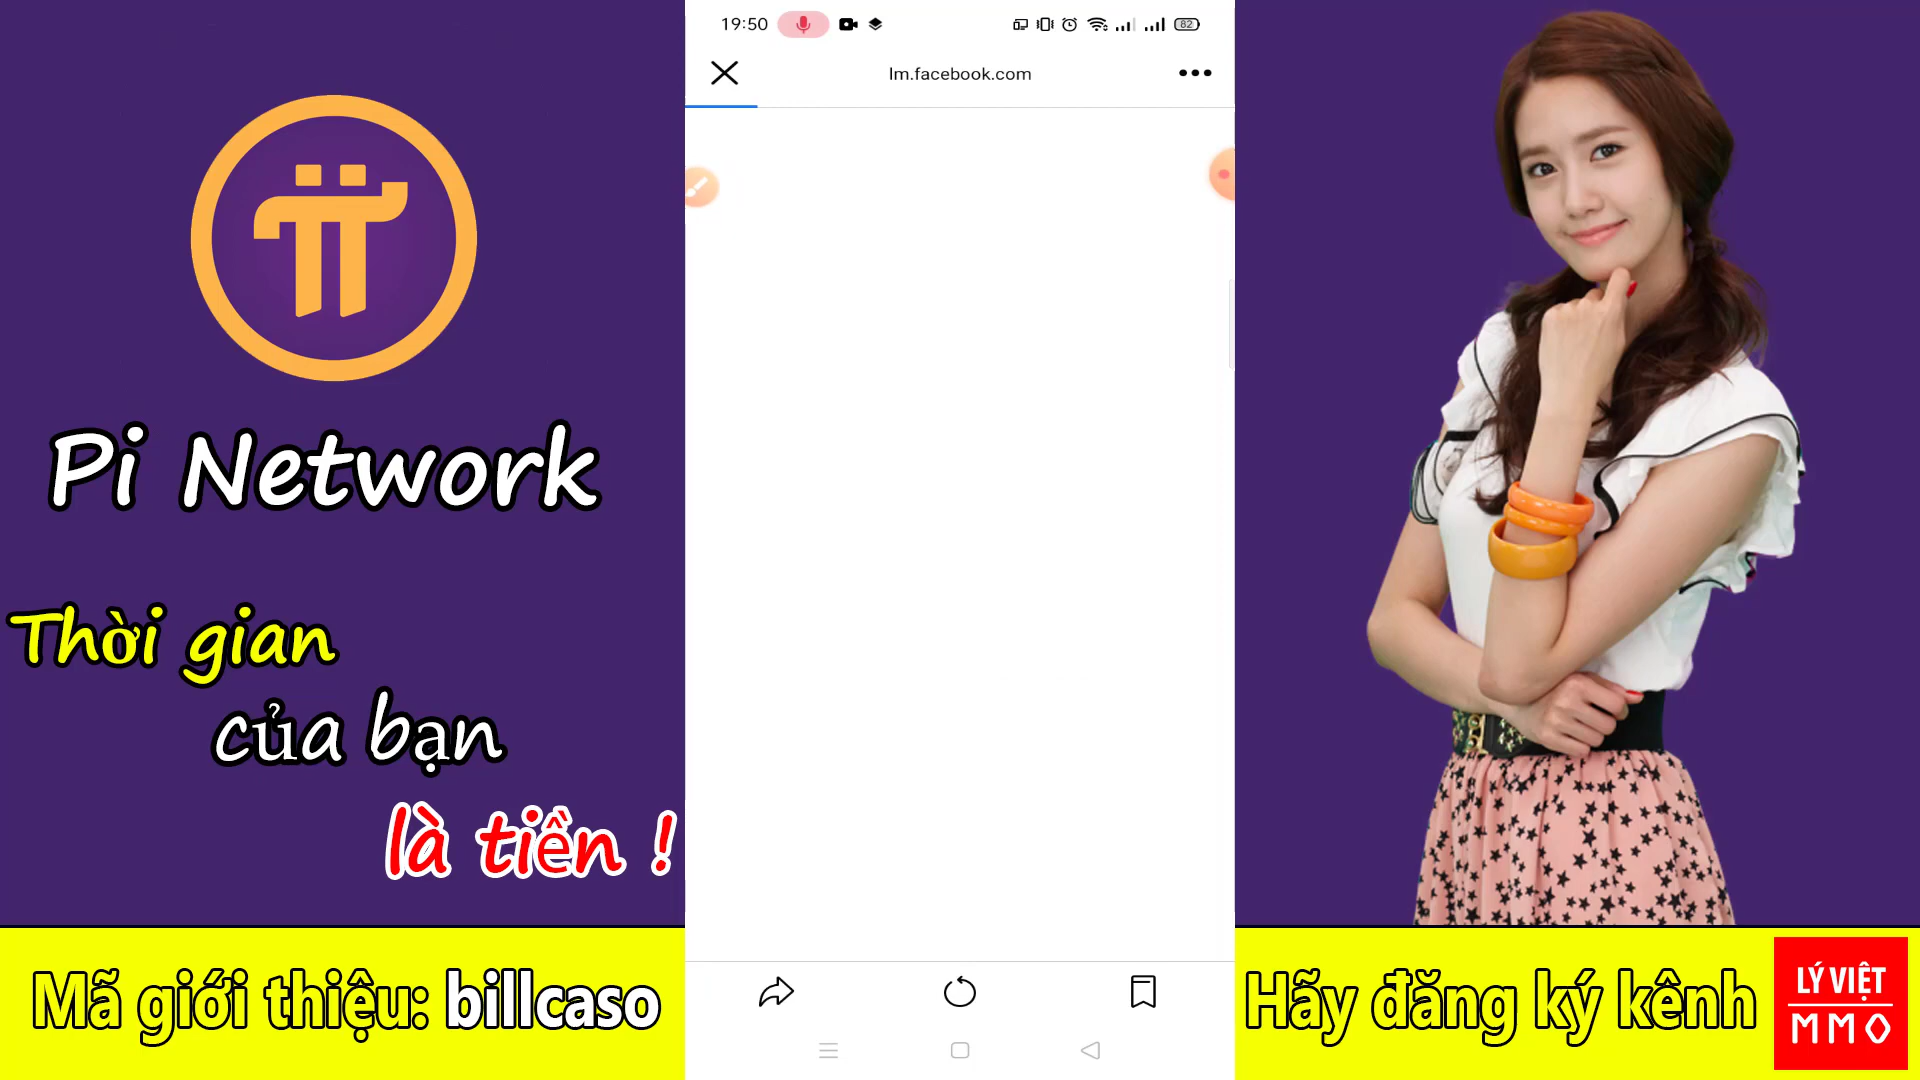 19:50
82
lm.facebook.com
Pi Network
Thời gian
của bạn
là tiền !
Mã giới thiệu: billcaso
Hãy đăng ký kênh
LÝ VIỆT
MMO